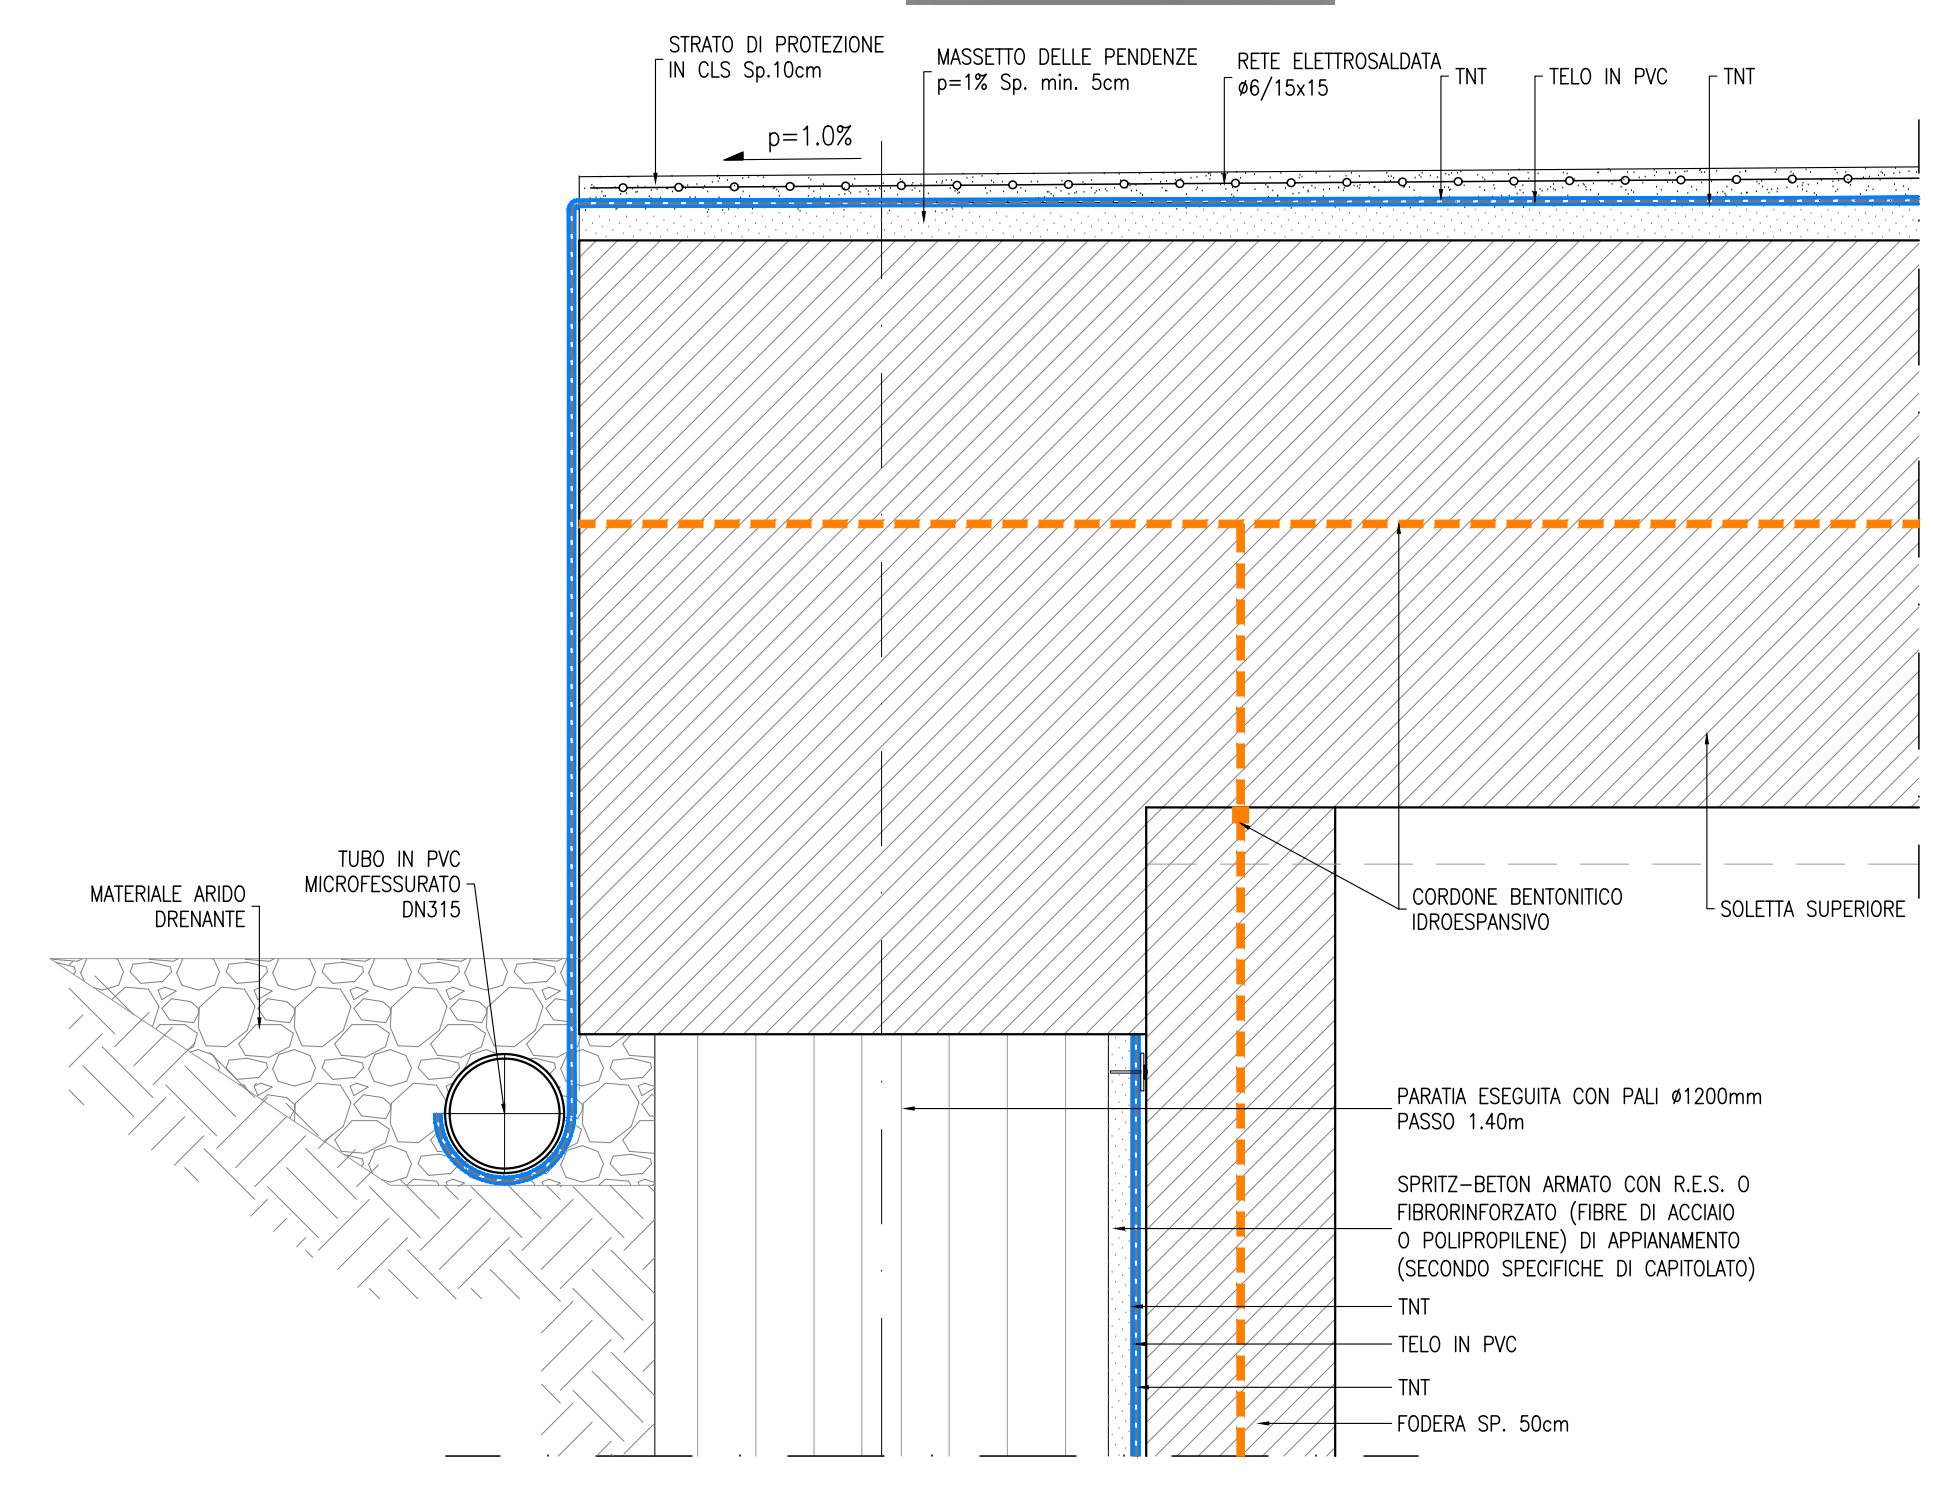 STRATO DI PROTEZIONE
IN CLS Sp.10cm
MASSETTO DELLE PENDENZE
p=1% Sp. min. 5cm
RETE ELETTROSALDATA
ø6/15x15
TNT
TELO IN PVC
TNT
p=1.0%
TUBO IN PVC
MICROFESSURATO
DN315
MATERIALE ARIDO
DRENANTE
CORDONE BENTONITICO
IDROESPANSIVO
SOLETTA SUPERIORE
PARATIA ESEGUITA CON PALI ø1200mm
PASSO 1.40m
SPRITZ-BETON ARMATO CON R.E.S. O
FIBRORINFORZATO (FIBRE DI ACCIAIO
O POLIPROPILENE) DI APPIANAMENTO
(SECONDO SPECIFICHE DI CAPITOLATO)
TNT
TELO IN PVC
TNT
FODERA SP. 50cm